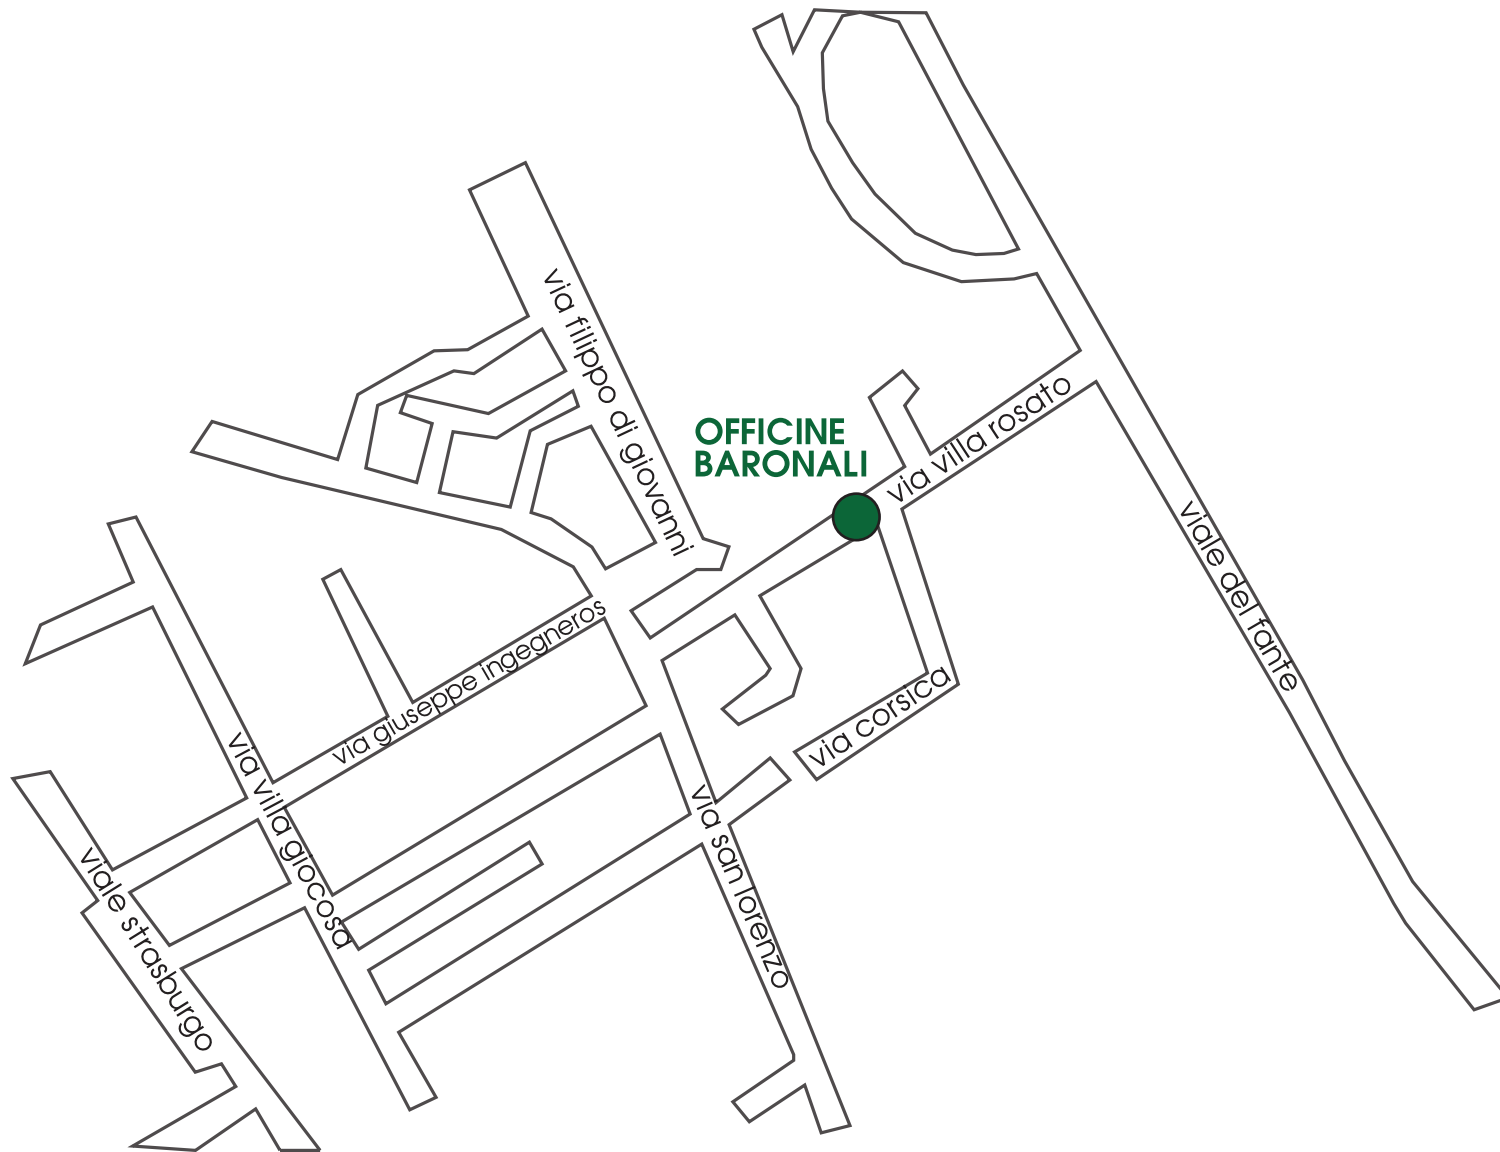 via filippo di giovanni
OFFICINE
BARONALI
via villa rosato
viale del fante
via giuseppe ingegneros
via corsica
via villa giocosa
via san lorenzo
viale strasburgo